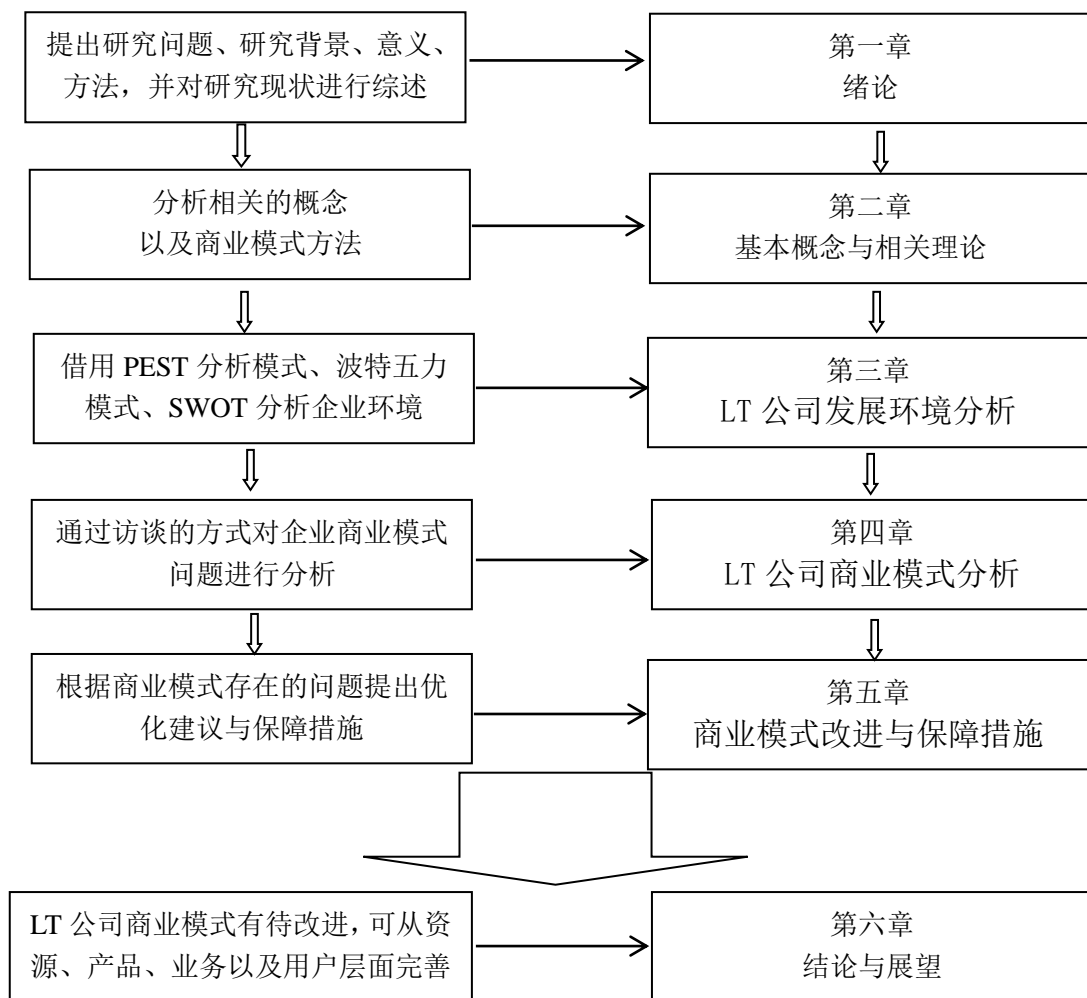 提出研究问题、研究背景、意义、
方法，并对研究现状进行综述
第一章
绪论
分析相关的概念
以及商业模式方法
第二章
基本概念与相关理论
借用 PEST 分析模式、波特五力
模式、SWOT 分析企业环境
第三章
LT 公司发展环境分析
通过访谈的方式对企业商业模式
问题进行分析
第四章
LT 公司商业模式分析
根据商业模式存在的问题提出优
化建议与保障措施
第五章
商业模式改进与保障措施
LT 公司商业模式有待改进，可从资
源、产品、业务以及用户层面完善
第六章
结论与展望